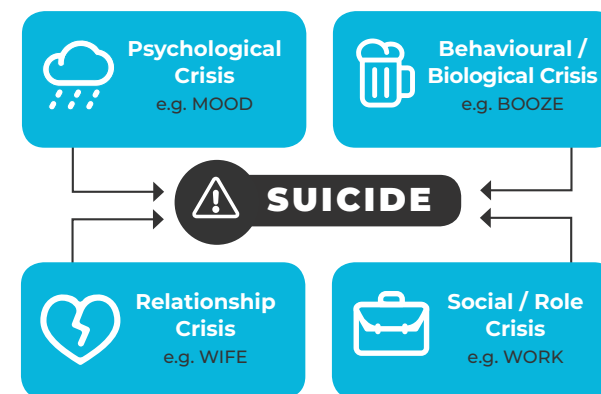 Psychological
Crisis
e.g. MOOD
Behavioural /
Biological Crisis
e.g. BOOZE
SUICIDE
Relationship
Crisis
e.g. WIFE
Social / Role
Crisis
e.g. WORK